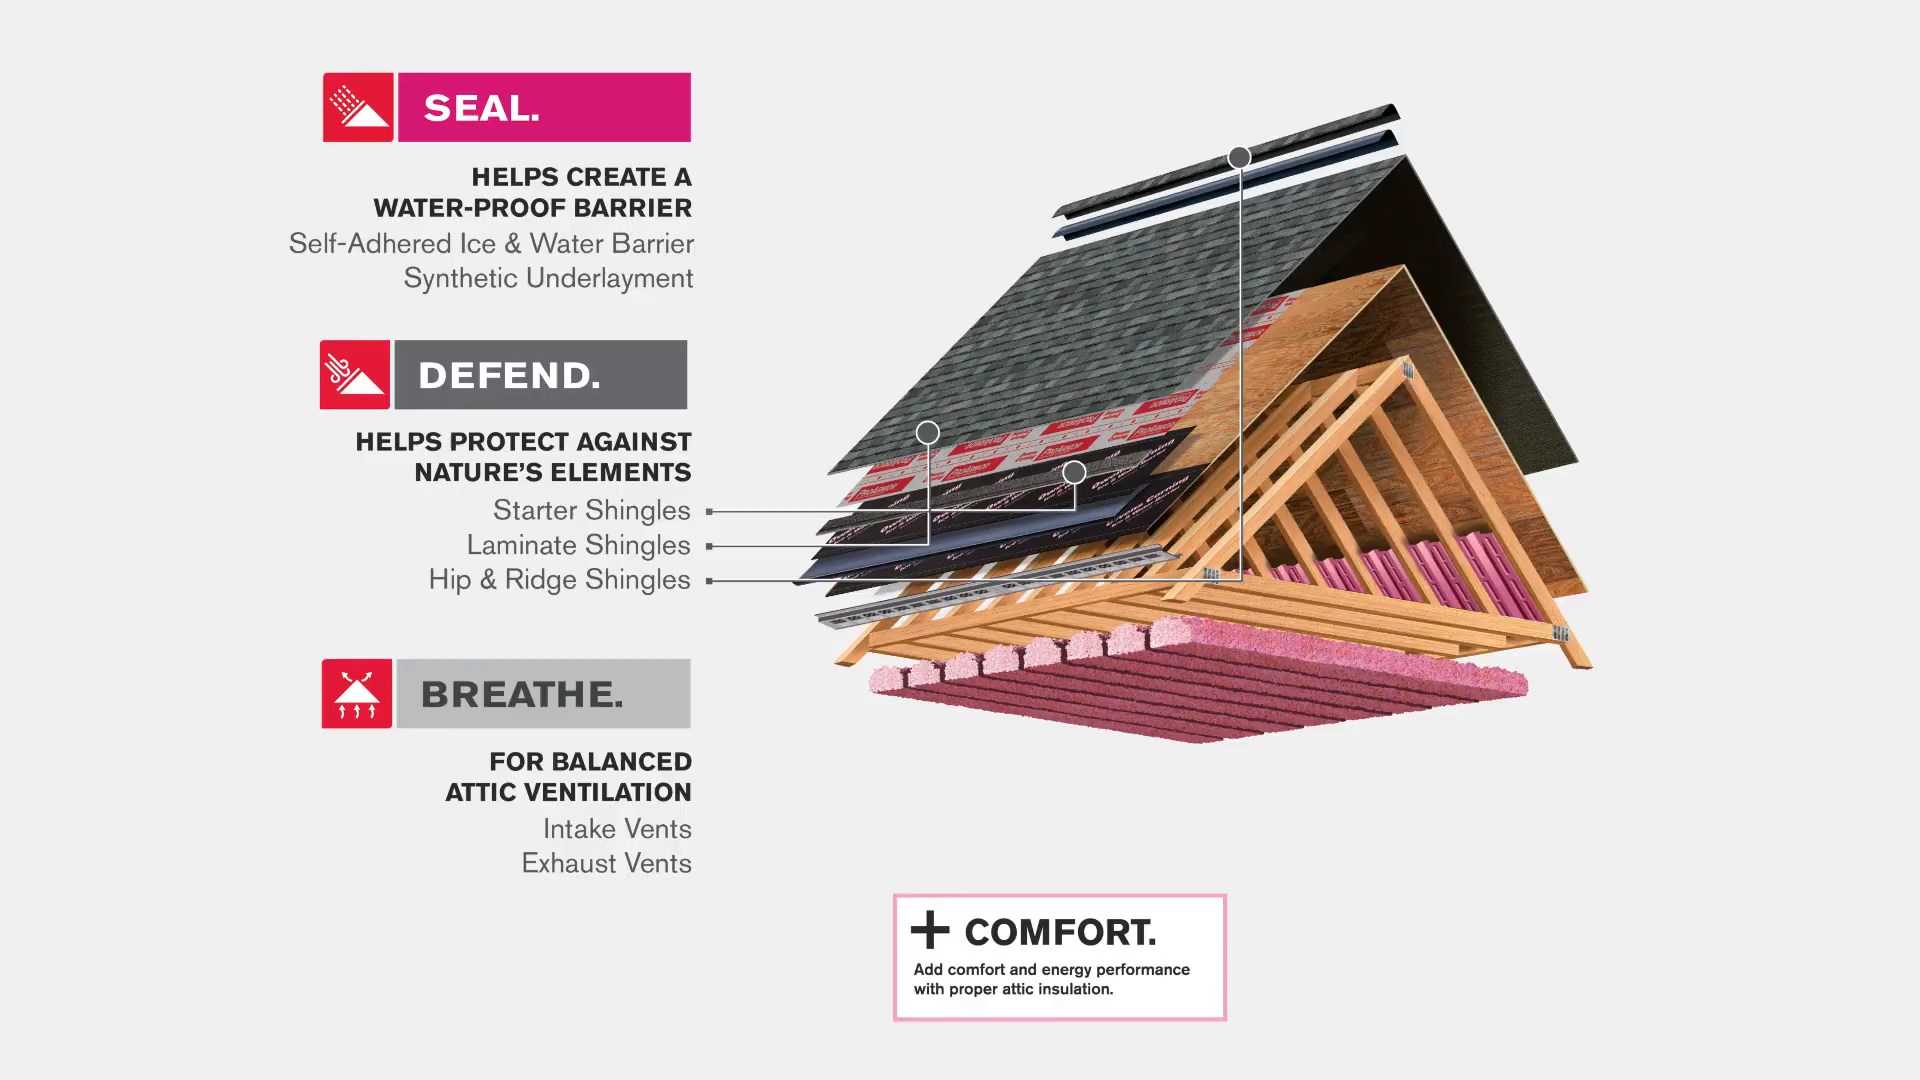 SEAL.
HELPS CREATE A
WATER-PROOF BARRIER
Self-Adhered Ice & Water Barrier
Synthetic Underlayment
DEFEND.
HELPS PROTECT AGAINST
NATURE’S ELEMENTS
Starter Shingles
Laminate Shingles
Hip & Ridge Shingles
BREATHE.
FOR BALANCED
ATTIC VENTILATION
Intake Vents
Exhaust Vents
+ COMFORT.
Add comfort and energy performance
with proper attic insulation.